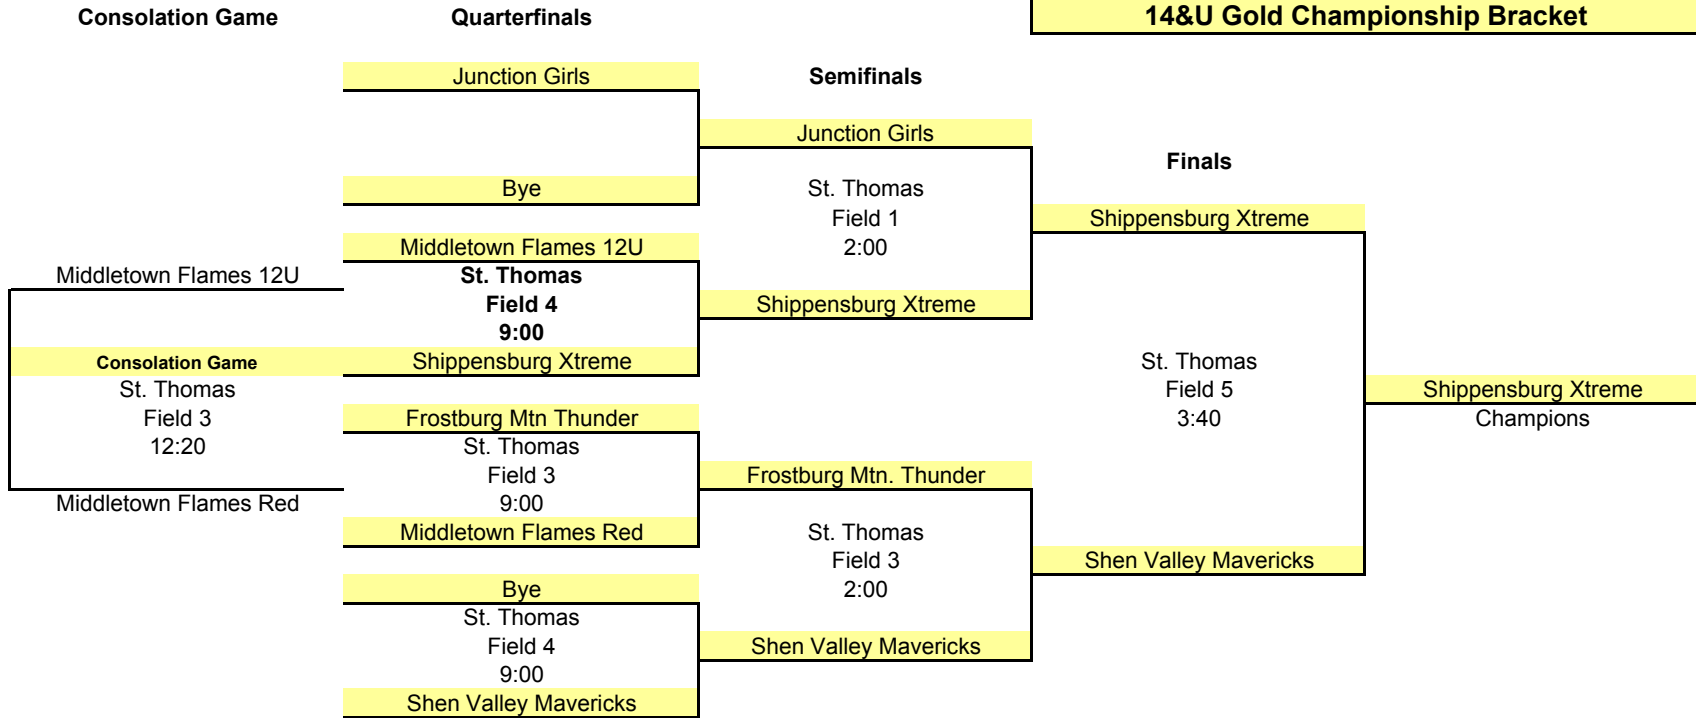 Consolation Game
Quarterfinals
14&U Gold Championship Bracket
Junction Girls
Semifinals
Junction Girls
Finals
Bye
St. Thomas
Field 1
2:00
Shippensburg Xtreme
Middletown Flames 12U
Middletown Flames 12U
St. Thomas
Field 4
9:00
Shippensburg Xtreme
Consolation Game
St. Thomas
Field 3
12:20
Shippensburg Xtreme
St. Thomas
Field 5
3:40
Shippensburg Xtreme
Champions
Frostburg Mtn Thunder
St. Thomas
Field 3
9:00
Frostburg Mtn. Thunder
Middletown Flames Red
Middletown Flames Red
St. Thomas
Field 3
2:00
Shen Valley Mavericks
Bye
St. Thomas
Field 4
9:00
Shen Valley Mavericks
Shen Valley Mavericks